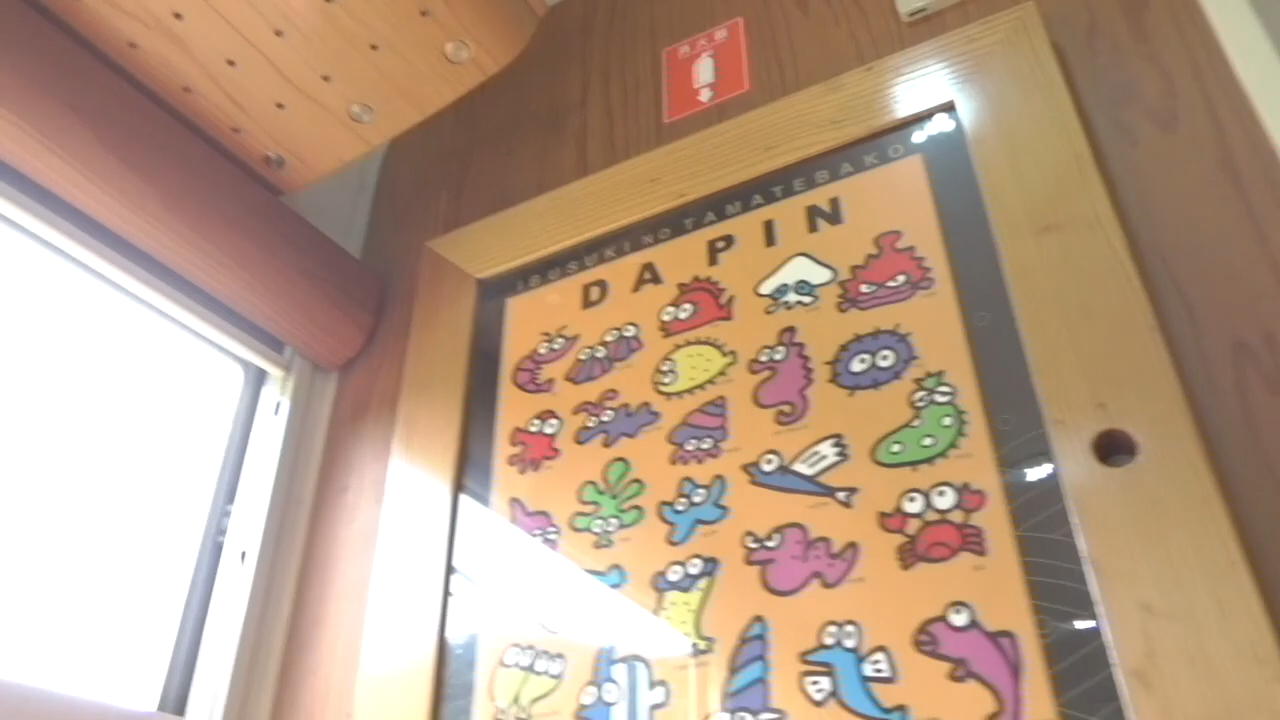 消火器
IBUSUKI NO TAMATEBAKO
DA PIN